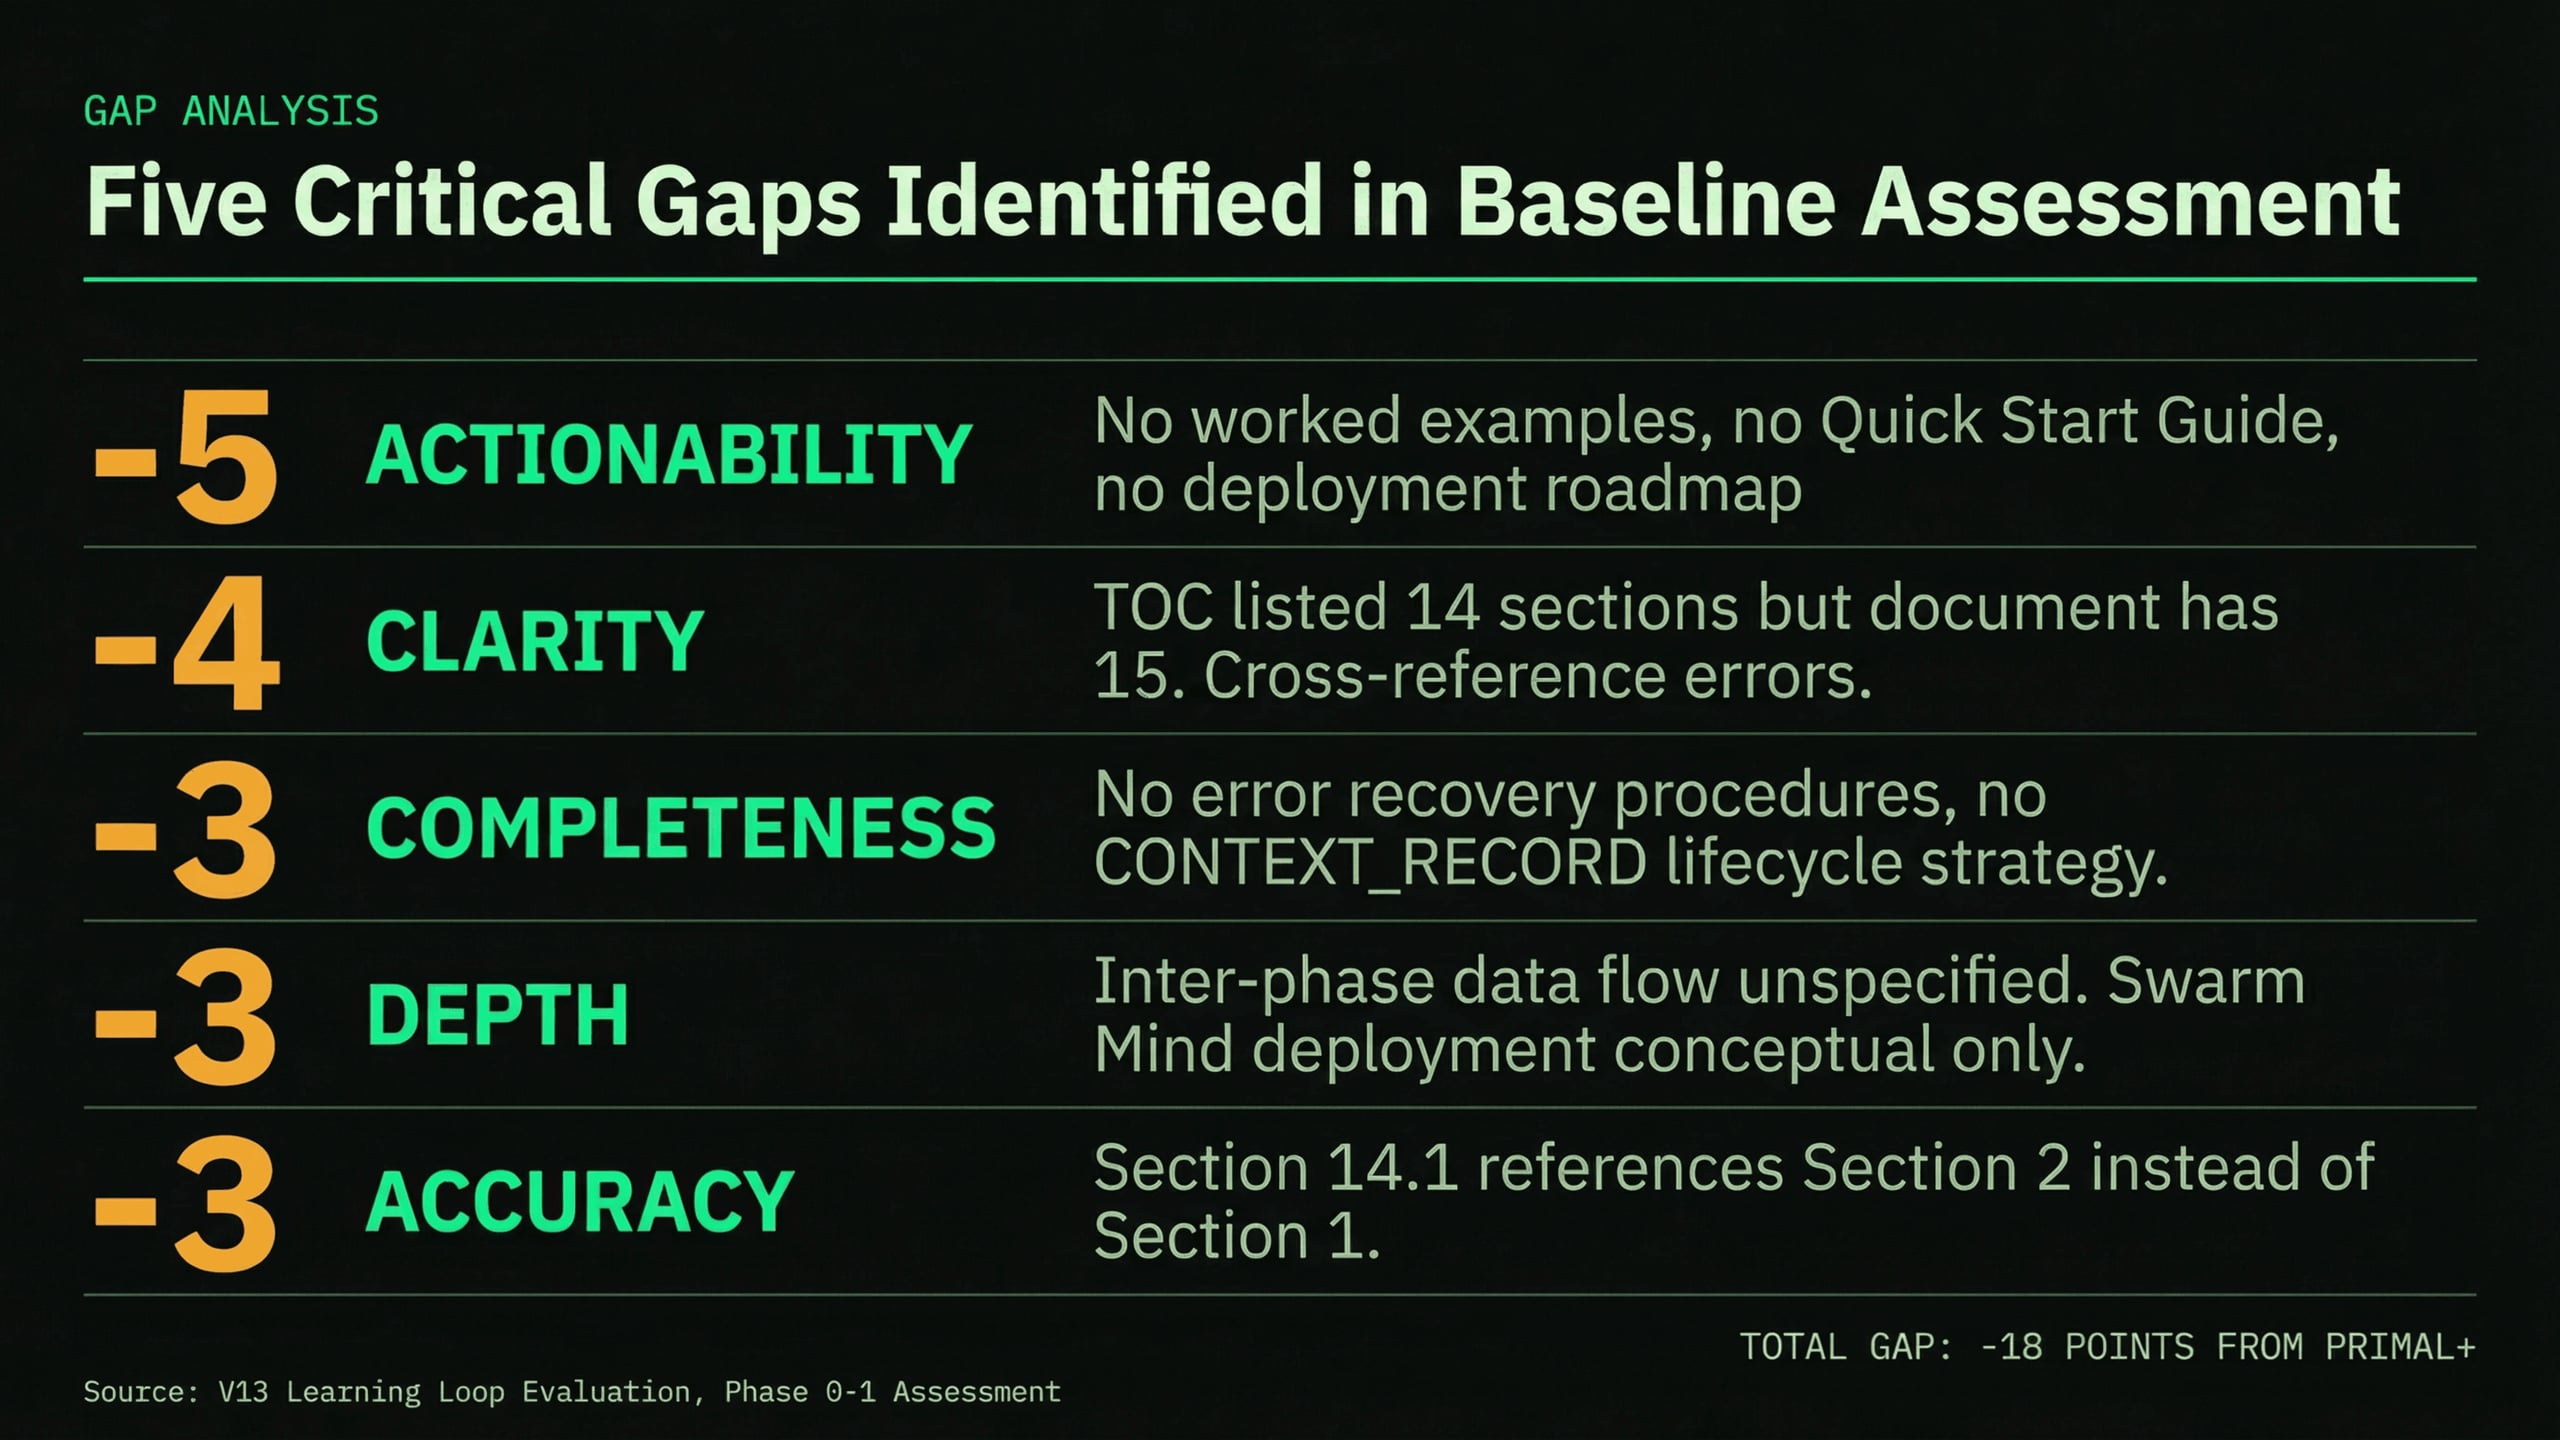 GAP ANALYSIS
Five Critical Gaps Identified in Baseline Assessment
-5
ACTIONABILITY
No worked examples, no Quick Start Guide,
no deployment roadmap
-4
CLARITY
TOC listed 14 sections but document has
15. Cross-reference errors.
-3
COMPLETENESS
No error recovery procedures, no
CONTEXT_RECORD lifecycle strategy.
-3
DEPTH
Inter-phase data flow unspecified. Swarm
Mind deployment conceptual only.
-3
ACCURACY
Section 14.1 references Section 2 instead of
Section 1.
TOTAL GAP: -18 POINTS FROM PRIMAL+
Source: V13 Learning Loop Evaluation, Phase 0-1 Assessment